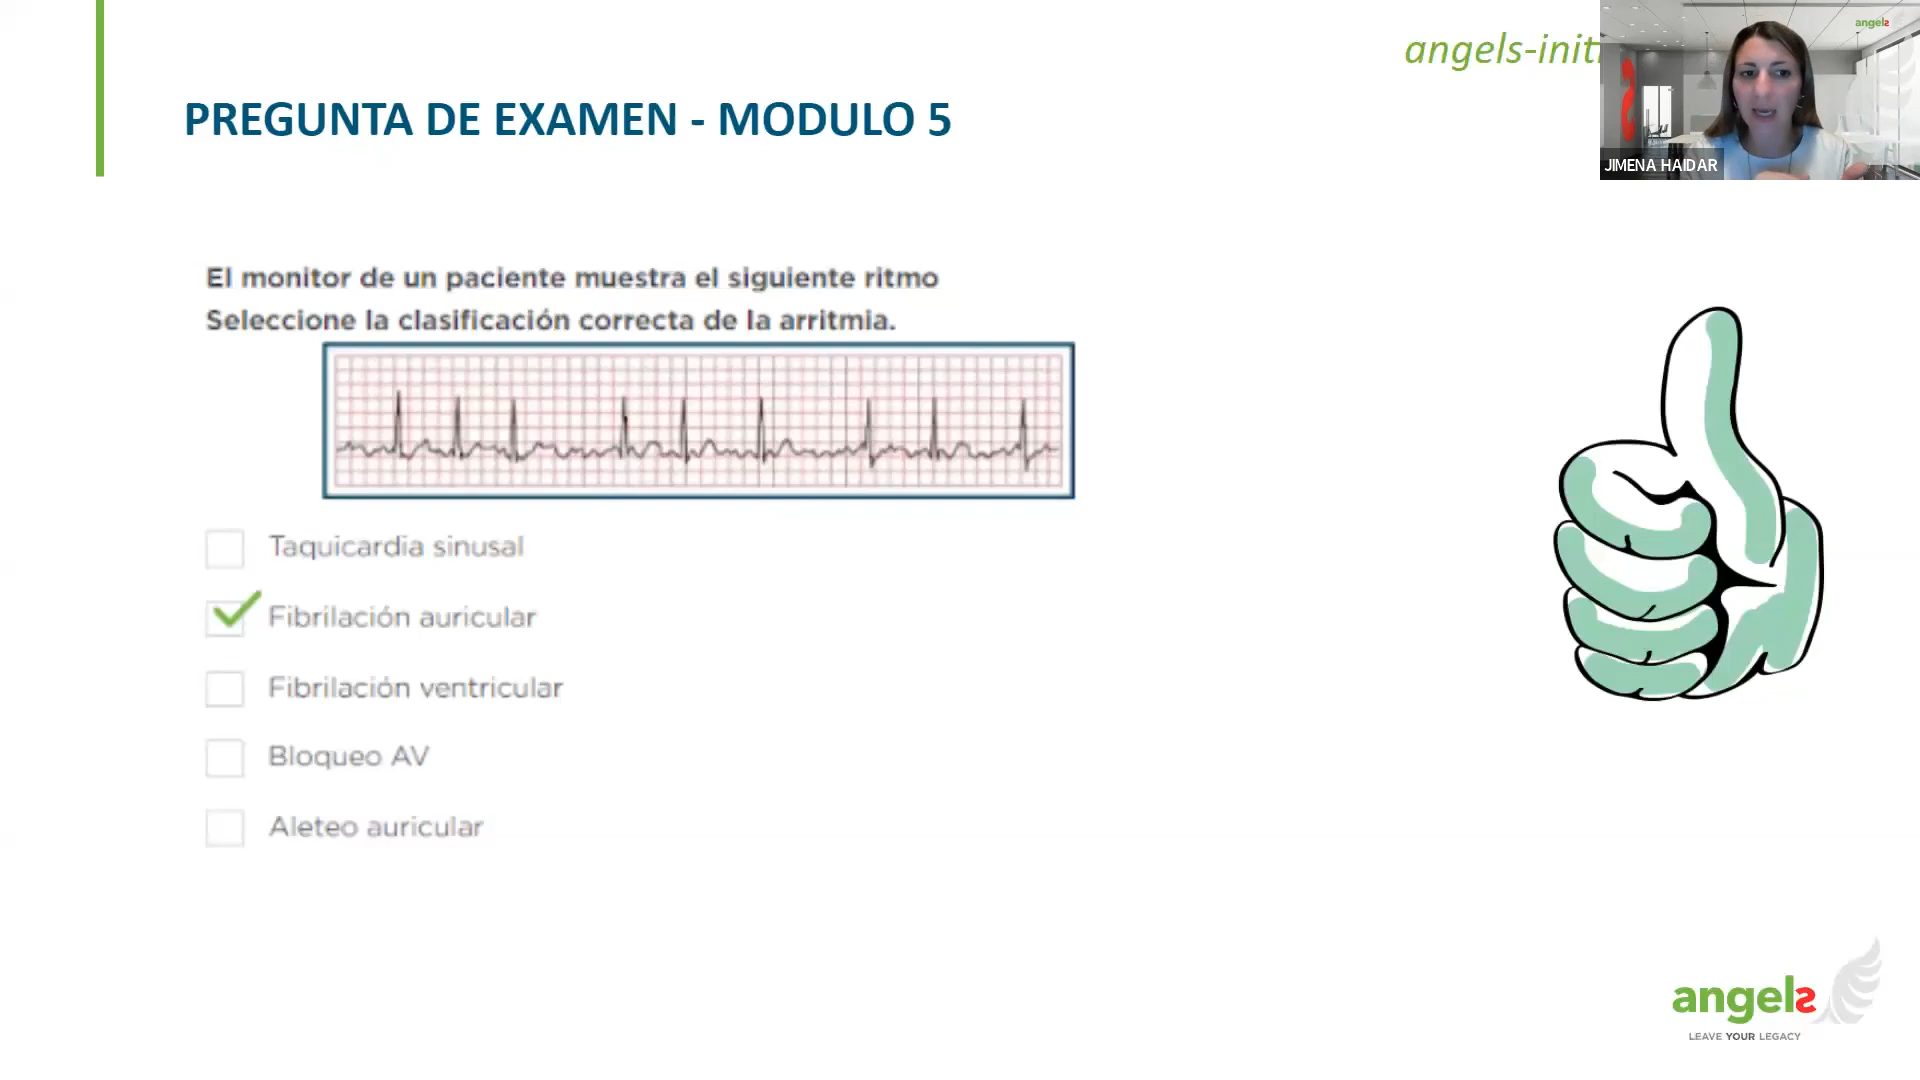 angels-init
angels
JIMENA HAIDAR
PREGUNTA DE EXAMEN - MODULO 5
El monitor de un paciente muestra el siguiente ritmo
Seleccione la clasificación correcta de la arritmia.
Taquicardia sinusal
Fibrilación auricular
Fibrilación ventricular
Bloqueo AV
Aleteo auricular
angels
LEAVE YOUR LEGACY